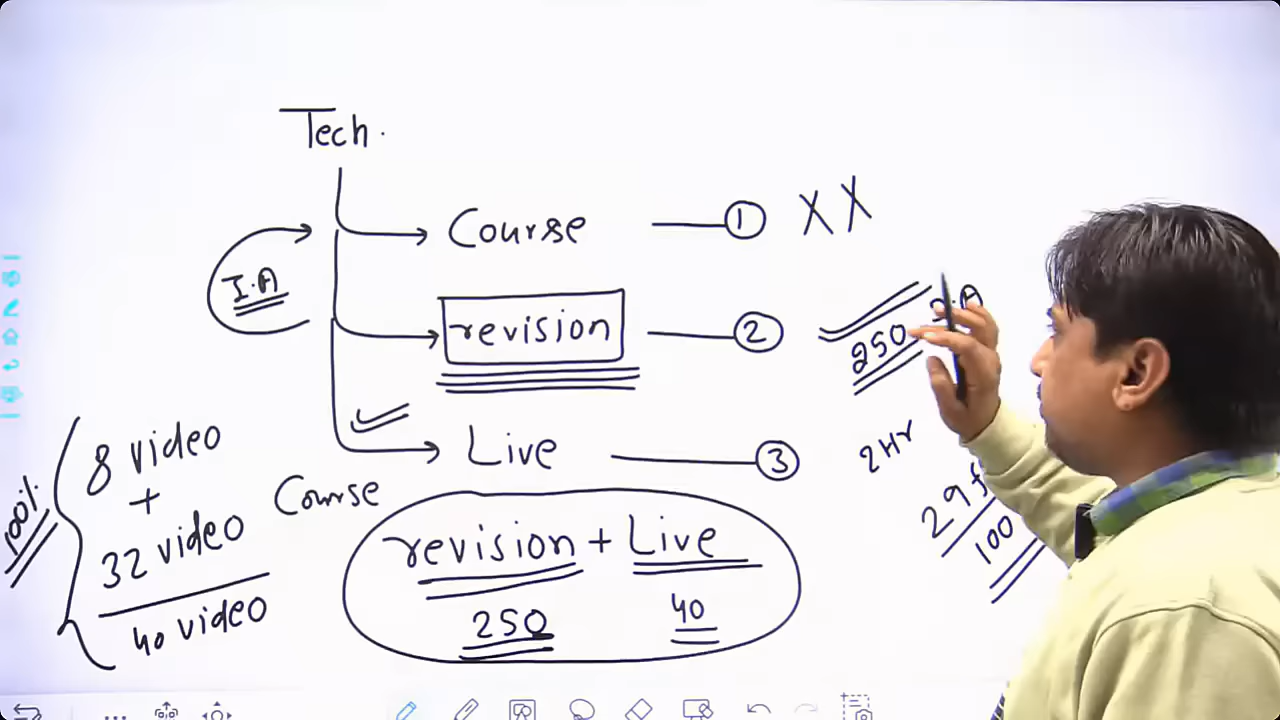 Tech.
Course ① XX
I.A
revision ②
250
Live ③
2Hr
8 video
+
32 video
40 video
100%
Course
revision + Live
250 40
100